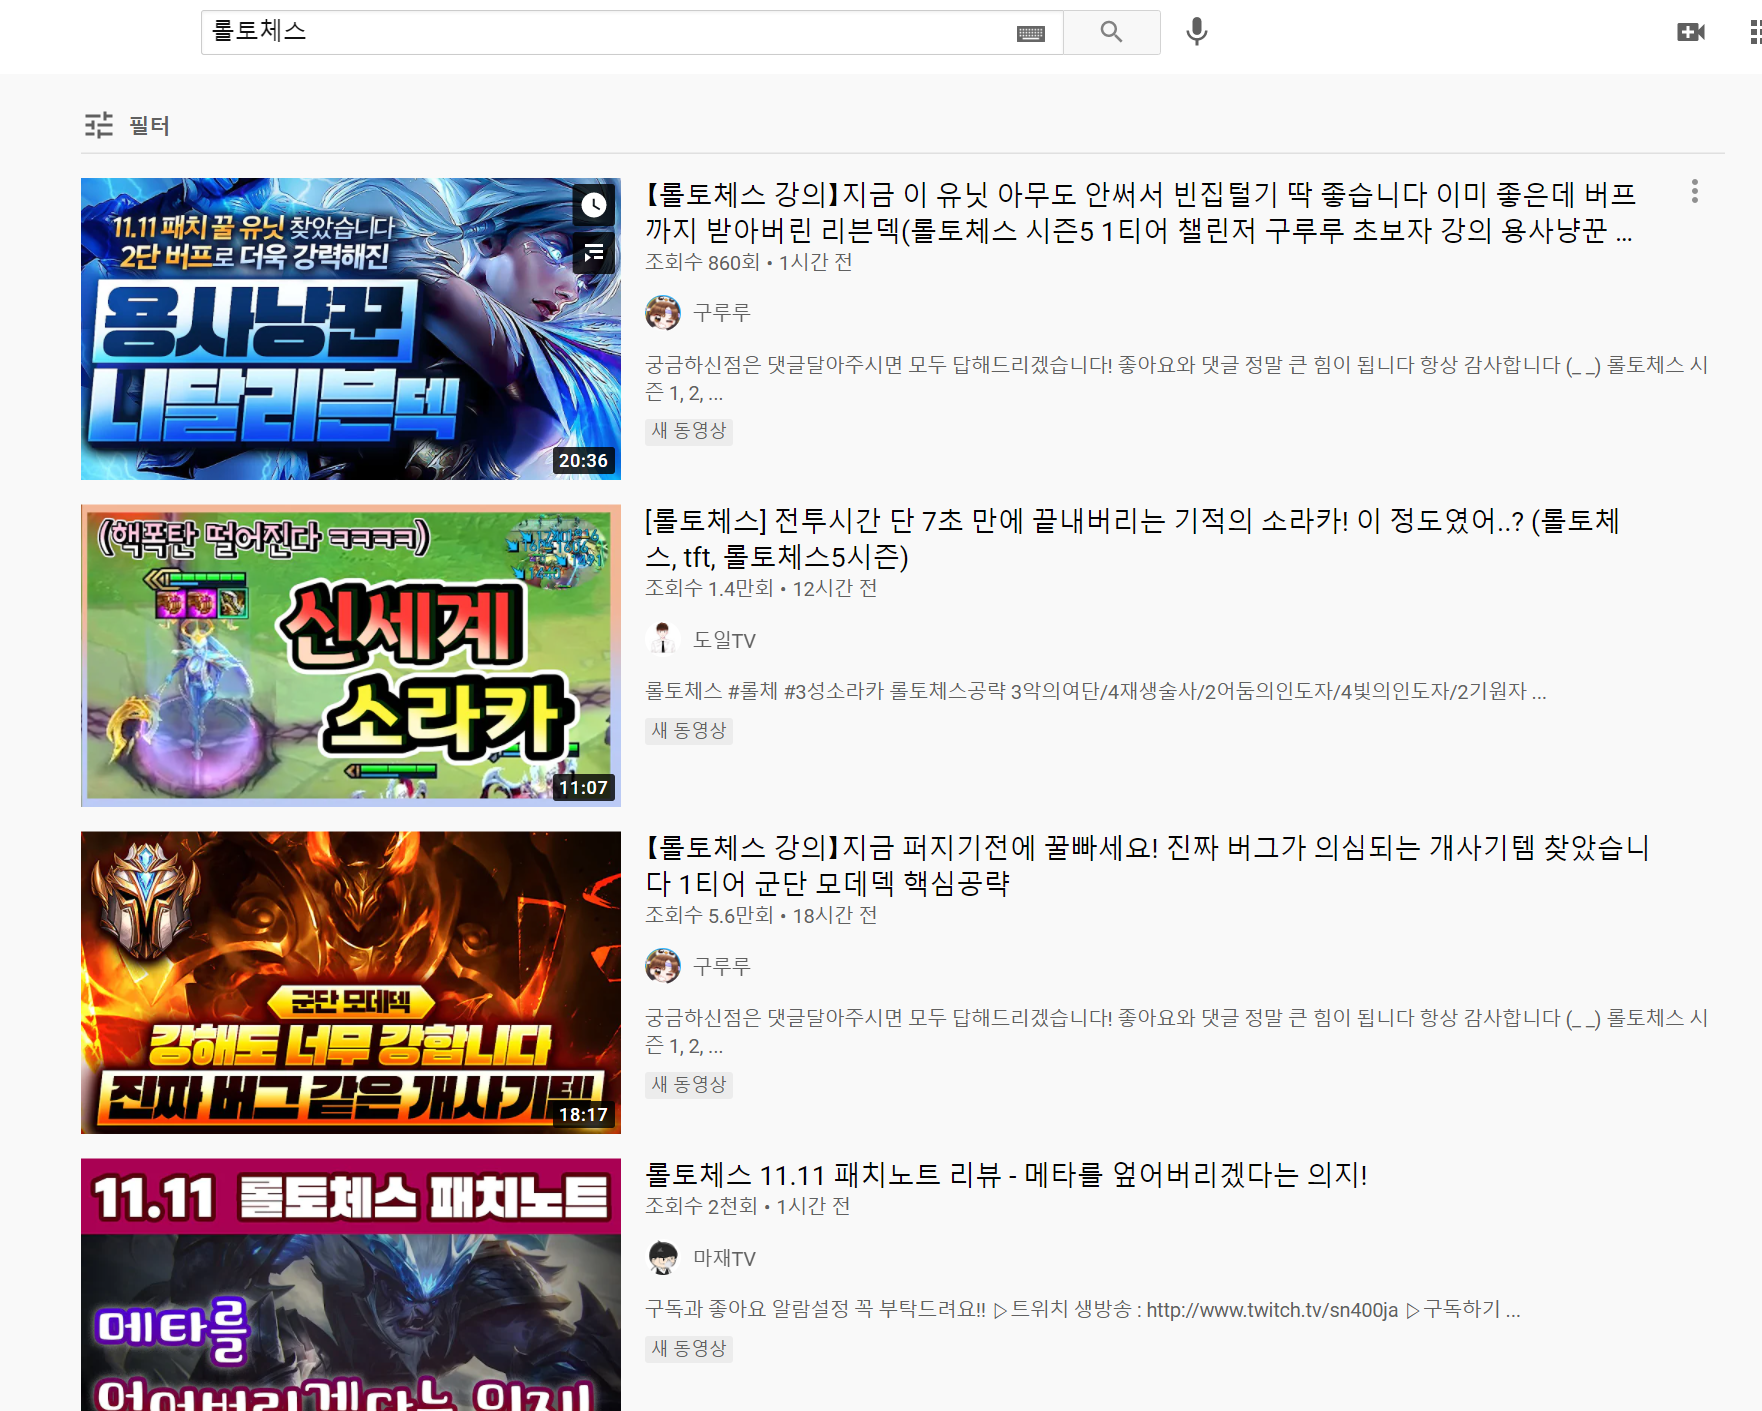 롤토체스
필터
11.11 패치 꿀 유닛 찾았습니다
2단 버프로 더욱 강력해진
용사냥꾼
니달리븐덱
20:36
【롤토체스 강의】지금 이 유닛 아무도 안써서 빈집털기 딱 좋습니다 이미 좋은데 버프
까지 받아버린 리븐덱(롤토체스 시즌5 1티어 챌린저 구루루 초보자 강의 용사냥꾼 ...
조회수 860회 • 1시간 전
구루루
궁금하신점은 댓글달아주시면 모두 답해드리겠습니다! 좋아요와 댓글 정말 큰 힘이 됩니다 항상 감사합니다 (_ _) 롤토체스 시
즌 1, 2, ...
새 동영상
(핵폭탄 떨어진다 ㅋㅋㅋㅋ)
신세계
소라카
11:07
[롤토체스] 전투시간 단 7초 만에 끝내버리는 기적의 소라카! 이 정도였어..? (롤토체
스, tft, 롤토체스5시즌)
조회수 1.4만회 • 12시간 전
도일TV
롤토체스 #롤체 #3성소라카 롤토체스공략 3악의여단/4재생술사/2어둠의인도자/4빛의인도자/2기원자 ...
새 동영상
군단 모데덱
강해도 너무 강합니다
진짜 버그 같은 개사기템
18:17
【롤토체스 강의】지금 퍼지기전에 꿀빠세요! 진짜 버그가 의심되는 개사기템 찾았습니
다 1티어 군단 모데덱 핵심공략
조회수 5.6만회 • 18시간 전
구루루
궁금하신점은 댓글달아주시면 모두 답해드리겠습니다! 좋아요와 댓글 정말 큰 힘이 됩니다 항상 감사합니다 (_ _) 롤토체스 시
즌 1, 2, ...
새 동영상
11.11 롤토체스 패치노트
메타를
엎어버리겠다는 의지!
롤토체스 11.11 패치노트 리뷰 - 메타를 엎어버리겠다는 의지!
조회수 2천회 • 1시간 전
마재TV
구독과 좋아요 알람설정 꼭 부탁드려요!! ▷트위치 생방송 : http://www.twitch.tv/sn400ja ▷구독하기 ...
새 동영상